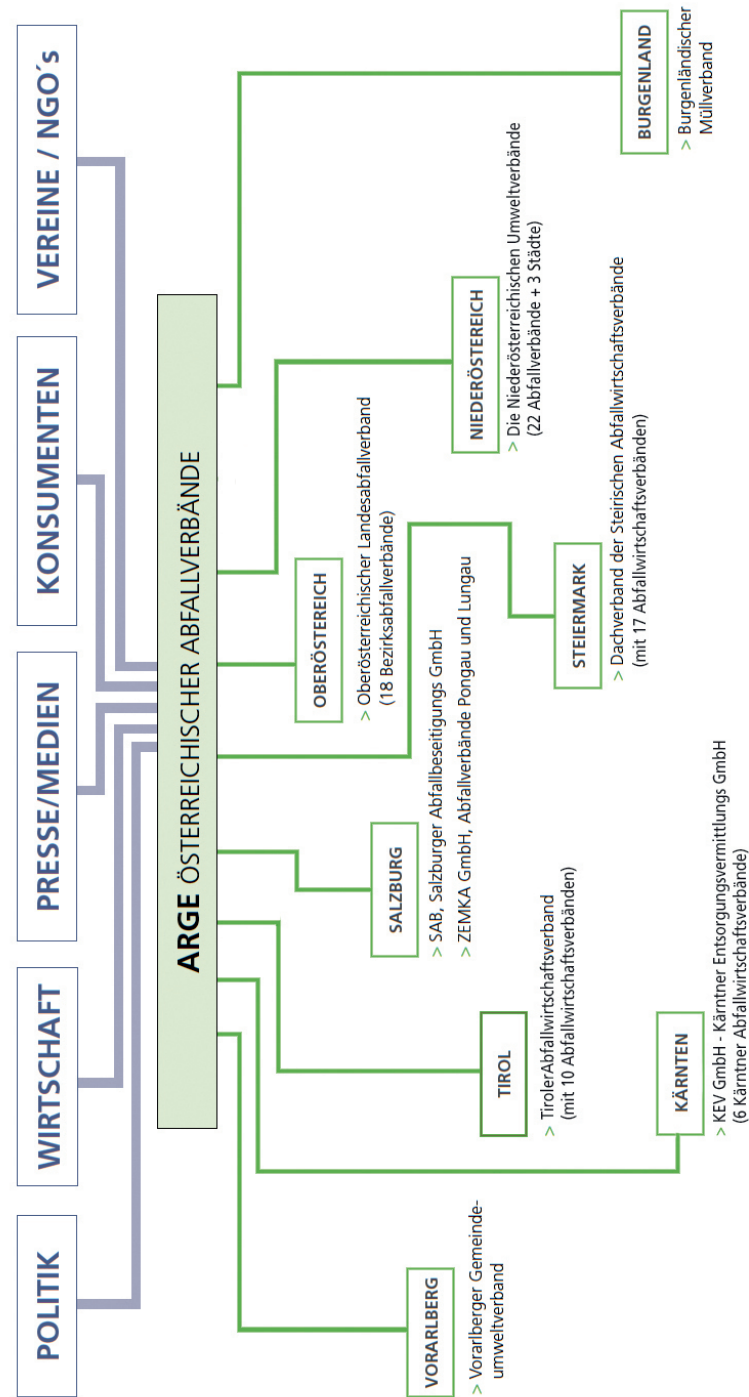 POLITIK
WIRTSCHAFT
PRESSE/MEDIEN
KONSUMENTEN
VEREINE / NGO´s
ARGE ÖSTERREICHISCHER ABFALLVERBÄNDE
VORARLBERG
> Vorarlberger Gemeinde-
umweltverband
KÄRNTEN
> KEV GmbH - Kärntner Entsorgungsvermittlungs GmbH
(6 Kärntner Abfallwirtschaftsverbände)
TIROL
> TirolerAbfallwirtschaftsverband
(mit 10 Abfallwirtschaftsverbänden)
SALZBURG
> SAB, Salzburger Abfallbeseitigungs GmbH
> ZEMKA GmbH, Abfallverbände Pongau und Lungau
OBERÖSTEREICH
> Oberösterreichischer Landesabfallverband
(18 Bezirksabfallverbände)
STEIERMARK
> Dachverband der Steirischen Abfallwirtschaftsverbände
(mit 17 Abfallwirtschaftsverbänden)
NIEDERÖSTEREICH
> Die Niederösterreichischen Umweltverbände
(22 Abfallverbände + 3 Städte)
BURGENLAND
> Burgenländischer
Müllverband